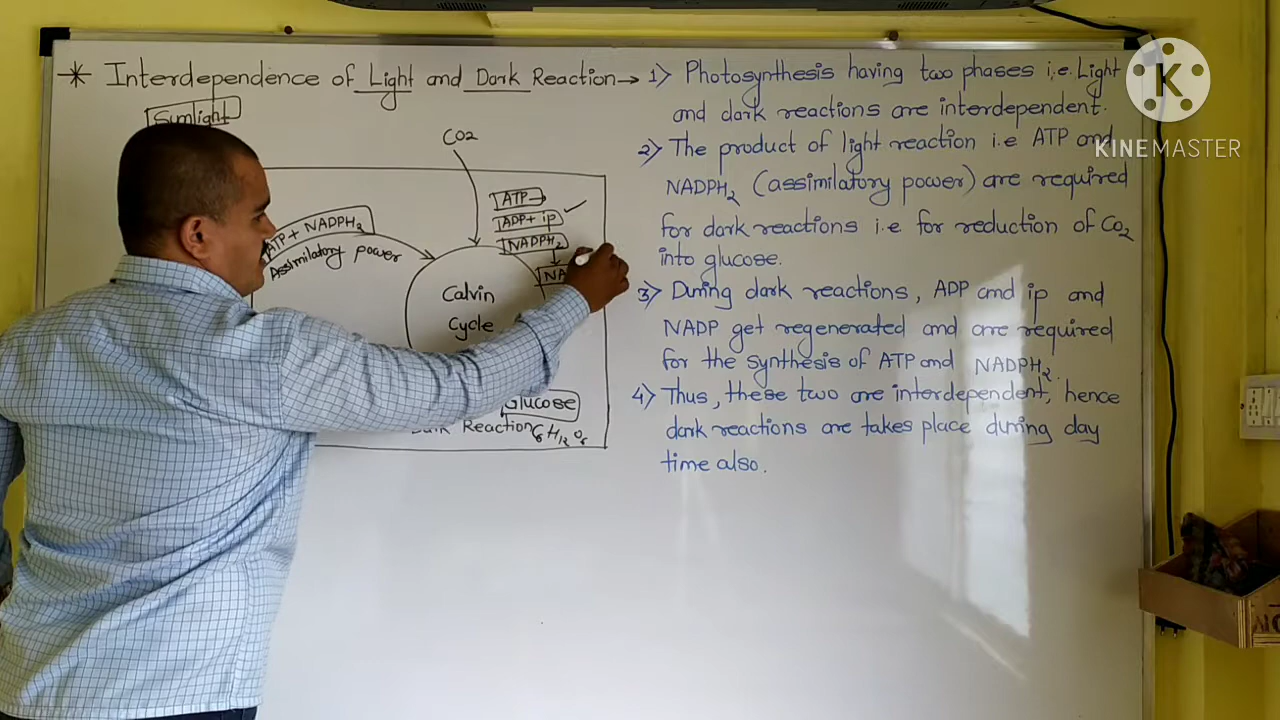 * Interdependence of Light and Dark Reaction →
Sunlight
CO2
ATP
ADP + ip
NADPH2
ATP + NADPH2
Assimilatory power
NA
Calvin
Cycle
Glucose
Reaction C6H12O6
1) Photosynthesis having two phases i.e. Light
and dark reactions are interdependent.
2) The product of light reaction i.e ATP and
NADPH2 (assimilatory power) are required
for dark reactions i.e for reduction of CO2
into glucose.
3) During dark reactions, ADP and ip and
NADP get regenerated and are required
for the synthesis of ATP and NADPH2.
4) Thus, these two are interdependent, hence
dark reactions are takes place during day
time also.
K
KINEMASTER